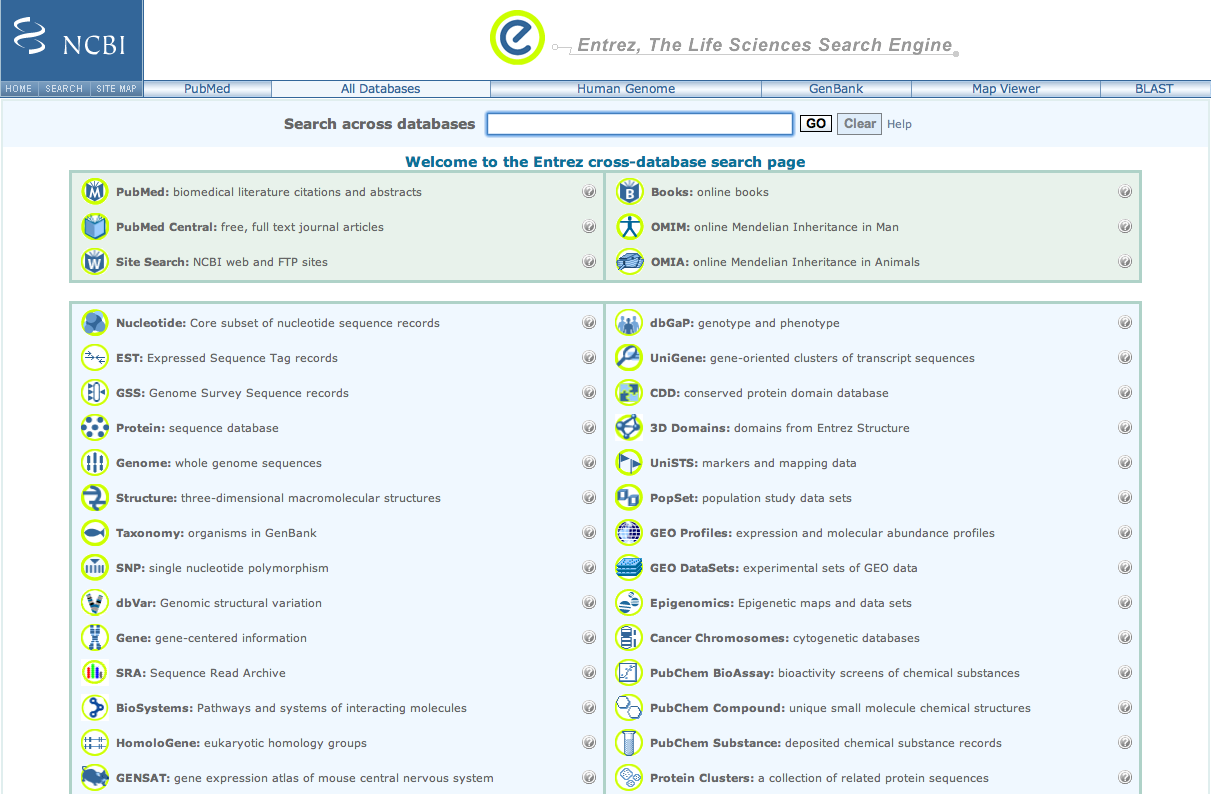 NCBI
Entrez, The Life Sciences Search Engine
HOME SEARCH SITE MAP PubMed All Databases Human Genome GenBank Map Viewer BLAST
Search across databases GO Clear Help
Welcome to the Entrez cross-database search page
PubMed: biomedical literature citations and abstracts
Books: online books
PubMed Central: free, full text journal articles
OMIM: online Mendelian Inheritance in Man
Site Search: NCBI web and FTP sites
OMIA: online Mendelian Inheritance in Animals
Nucleotide: Core subset of nucleotide sequence records
dbGaP: genotype and phenotype
EST: Expressed Sequence Tag records
UniGene: gene-oriented clusters of transcript sequences
GSS: Genome Survey Sequence records
CDD: conserved protein domain database
Protein: sequence database
3D Domains: domains from Entrez Structure
Genome: whole genome sequences
UniSTS: markers and mapping data
Structure: three-dimensional macromolecular structures
PopSet: population study data sets
Taxonomy: organisms in GenBank
GEO Profiles: expression and molecular abundance profiles
SNP: single nucleotide polymorphism
GEO DataSets: experimental sets of GEO data
dbVar: Genomic structural variation
Epigenomics: Epigenetic maps and data sets
Gene: gene-centered information
Cancer Chromosomes: cytogenetic databases
SRA: Sequence Read Archive
PubChem BioAssay: bioactivity screens of chemical substances
BioSystems: Pathways and systems of interacting molecules
PubChem Compound: unique small molecule chemical structures
HomoloGene: eukaryotic homology groups
PubChem Substance: deposited chemical substance records
GENSAT: gene expression atlas of mouse central nervous system
Protein Clusters: a collection of related protein sequences